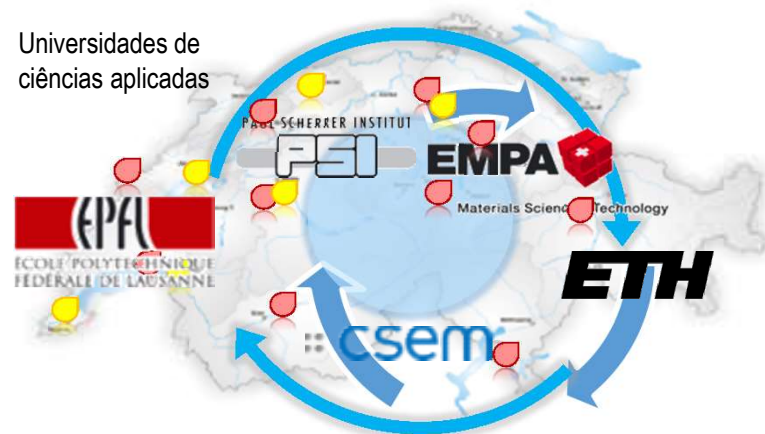 Universidades de
ciências aplicadas
PAUL SCHERRER INSTITUT
PSI
EMPA
Materials Science Technology
EPFL
ÉCOLE POLYTECHNIQUE
FÉDÉRALE DE LAUSANNE
ETH
csem